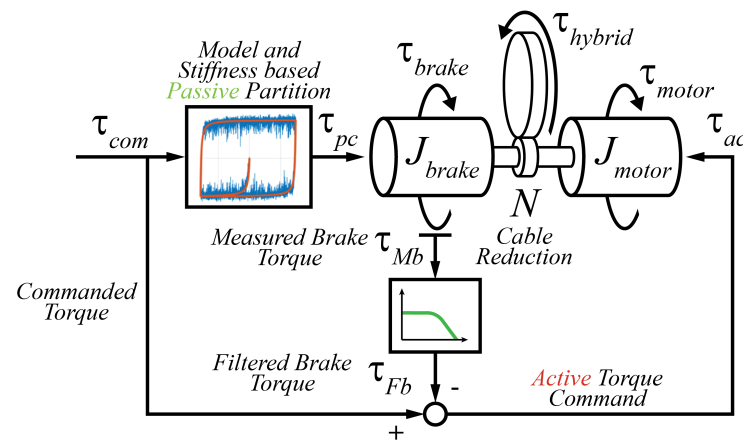 Model and
Stiffness based
Passive Partition
τcom
τpc
τbrake
τhybrid
τmotor
τac
Jbrake
Jmotor
N
Cable
Reduction
Measured Brake
Torque
τMb
Commanded
Torque
Filtered Brake
Torque
τFb
-
+
Active Torque
Command